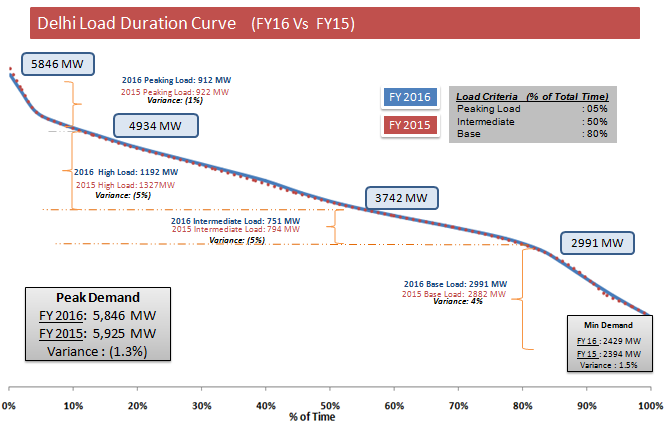 Delhi Load Duration Curve (FY16 Vs FY15)
5846 MW
2016 Peaking Load: 912 MW
2015 Peaking Load: 922 MW
Variance: (1%)
FY 2016
FY 2015
Load Criteria (% of Total Time)
Peaking Load : 05%
Intermediate : 50%
Base : 80%
4934 MW
2016 High Load: 1192 MW
2015 High Load: 1327MW
Variance: (5%)
3742 MW
2016 Intermediate Load: 751 MW
2015 Intermediate Load: 794 MW
Variance: (5%)
2991 MW
2016 Base Load: 2991 MW
2015 Base Load: 2882 MW
Variance: 4%
Peak Demand
FY 2016: 5,846 MW
FY 2015: 5,925 MW
Variance : (1.3%)
Min Demand
FY 16 : 2429 MW
FY 15 : 2394 MW
Variance : 1.5%
0% 10% 20% 30% 40% 50% 60% 70% 80% 90% 100%
% of Time